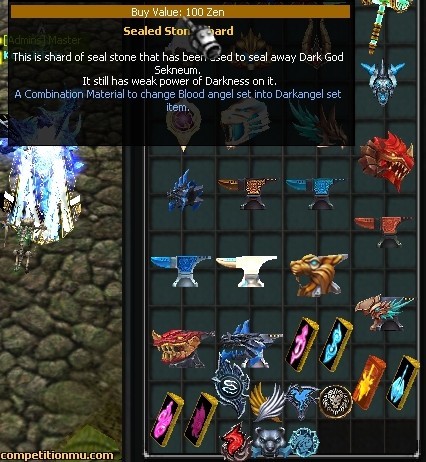 Buy Value: 100 Zen
Sealed Stone Shard
[Admins] Master
This is shard of seal stone that has been used to seal away Dark God
Sekneum.
It still has weak power of Darkness on it.
A Combination Material to change Blood angel set into Darkangel set
item.
competitionmu.com